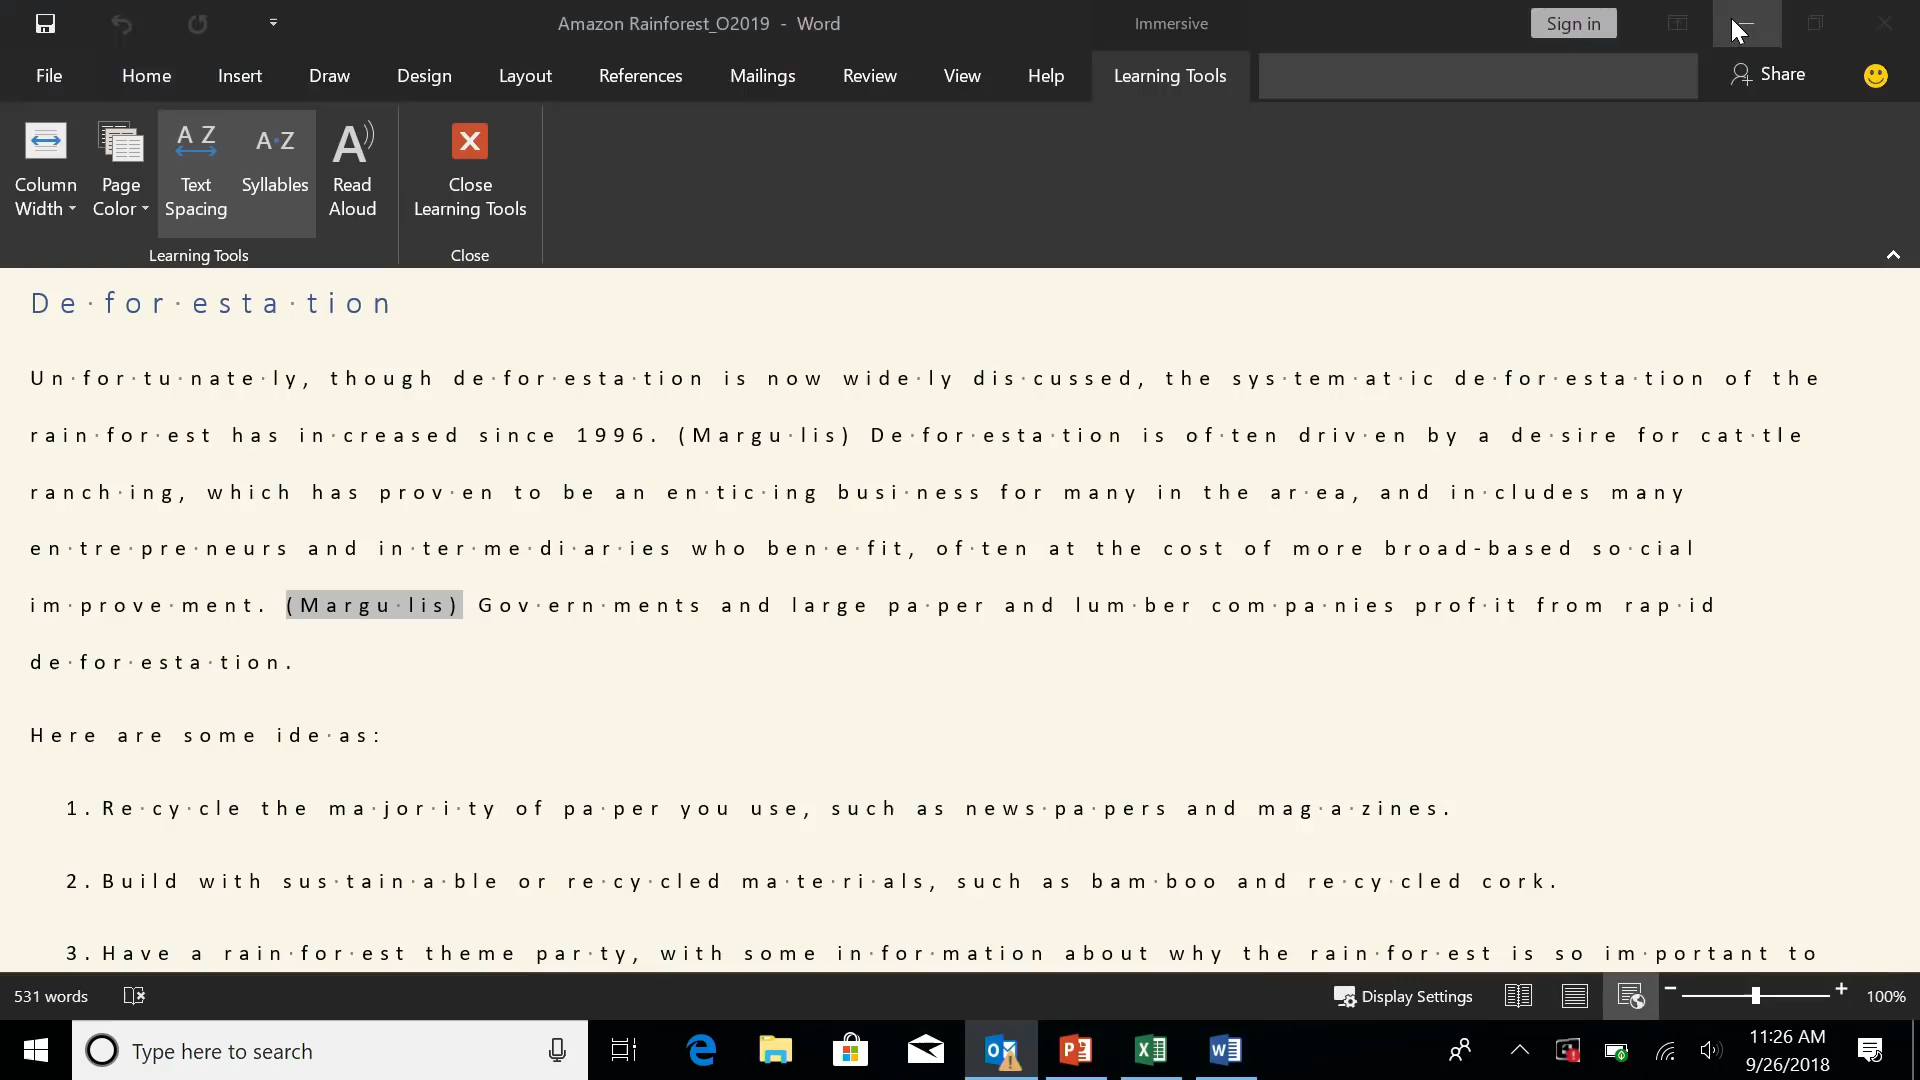 Amazon Rainforest_O2019 - Word
Immersive
Sign in
File Home Insert Draw Design Layout References Mailings Review View Help Learning Tools
Share
A Z A·Z A
Column Width Page Color Text Spacing Syllables Read Aloud Close Learning Tools
Learning Tools Close
De·for·esta·tion
Un·for·tu·nate·ly, though de·for·esta·tion is now wide·ly dis·cussed, the sys·tem·at·ic de·for·esta·tion of the
rain·for·est has in·creased since 1996. (Margu·lis) De·for·esta·tion is of·ten driv·en by a de·sire for cat·tle
ranch·ing, which has prov·en to be an en·tic·ing busi·ness for many in the ar·ea, and in·cludes many
en·tre·pre·neurs and in·ter·me·di·ar·ies who ben·e·fit, of·ten at the cost of more broad-based so·cial
im·prove·ment. (Margu·lis) Gov·ern·ments and large pa·per and lum·ber com·pa·nies prof·it from rap·id
de·for·esta·tion.
Here are some ide·as:
1. Re·cy·cle the ma·jor·i·ty of pa·per you use, such as news·pa·pers and mag·a·zines.
2. Build with sus·tain·a·ble or re·cy·cled ma·te·ri·als, such as bam·boo and re·cy·cled cork.
3. Have a rain·for·est theme par·ty, with some in·for·mation about why the rain·for·est is so im·portant to
531 words Display Settings 100%
Type here to search
11:26 AM
9/26/2018